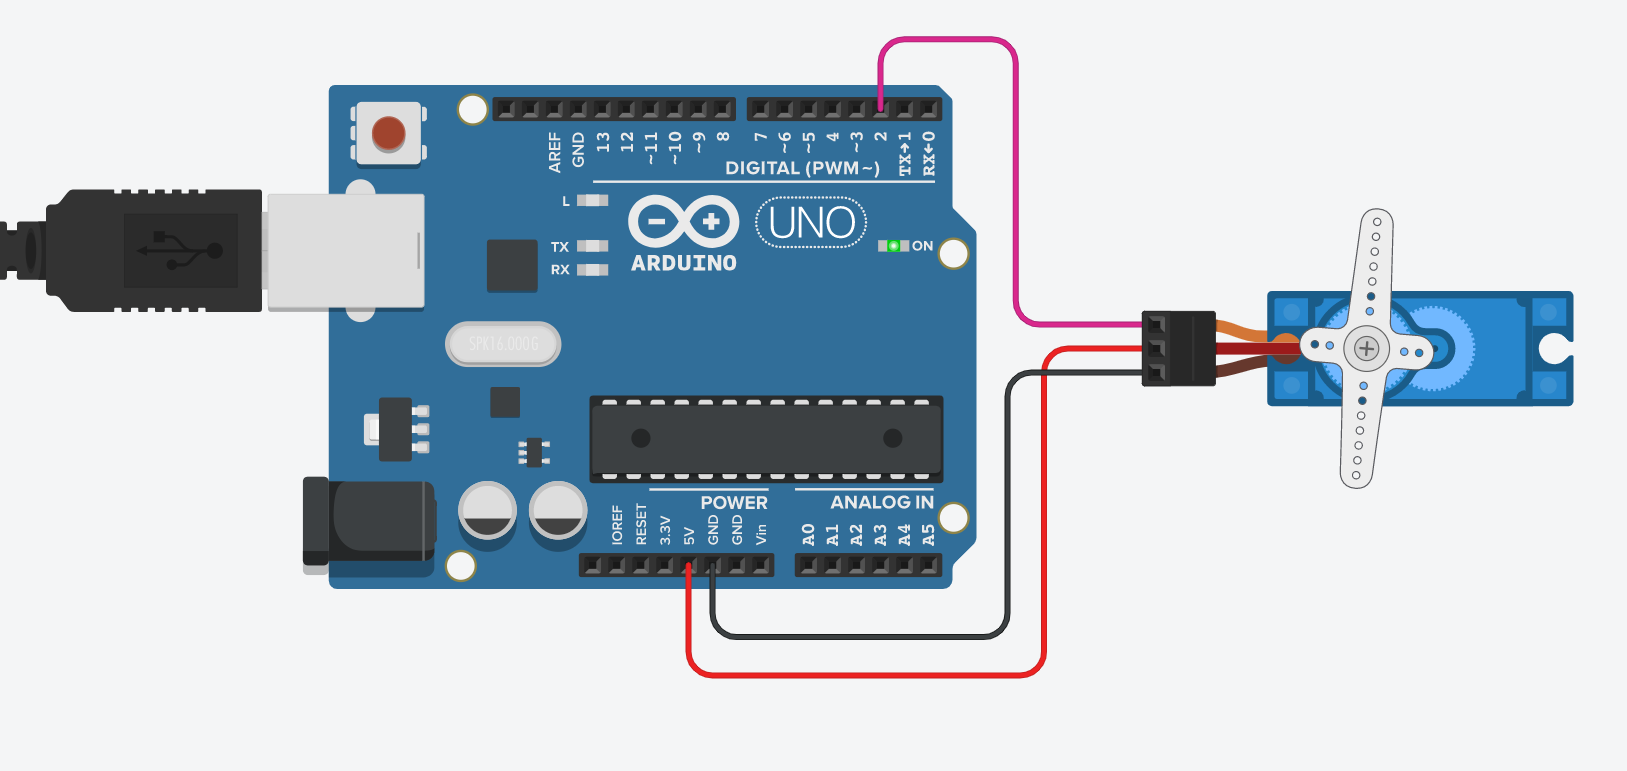 AREF
GND
13
12
~11
~10
~9
8
7
~6
~5
4
~3
2
TX→1
RX←0
DIGITAL (PWM~)
L
TX
RX
ARDUINO
UNO
ON
SPK16.000G
POWER
ANALOG IN
IOREF
RESET
3.3V
5V
GND
GND
Vin
A0
A1
A2
A3
A4
A5